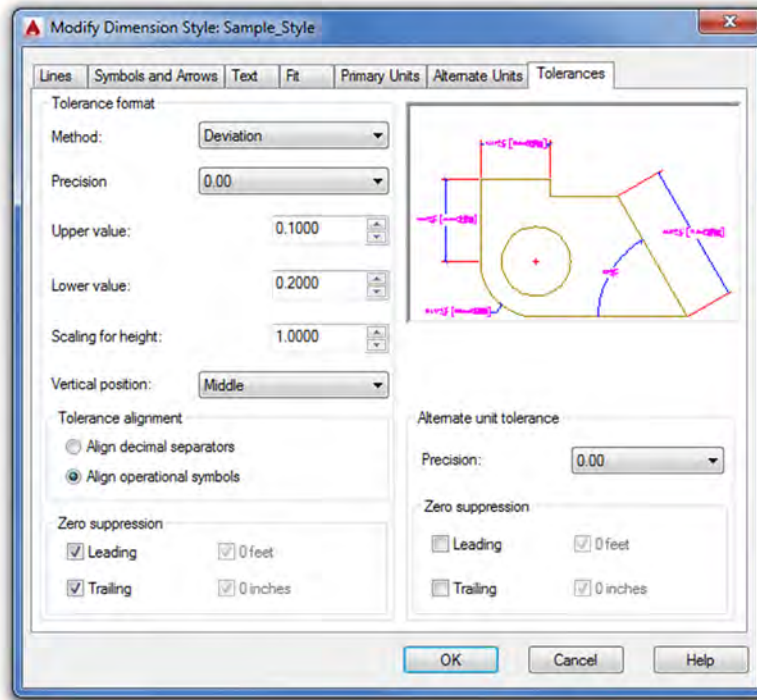 Modify Dimension Style: Sample_Style
Lines Symbols and Arrows Text Fit Primary Units Alternate Units Tolerances
Tolerance format
Method: Deviation
Precision 0.00
Upper value: 0.1000
Lower value: 0.2000
Scaling for height: 1.0000
Vertical position: Middle
Tolerance alignment
Align decimal separators
Align operational symbols
Zero suppression
Leading 0 feet
Trailing 0 inches
Alternate unit tolerance
Precision: 0.00
Zero suppression
Leading 0 feet
Trailing 0 inches
OK Cancel Help